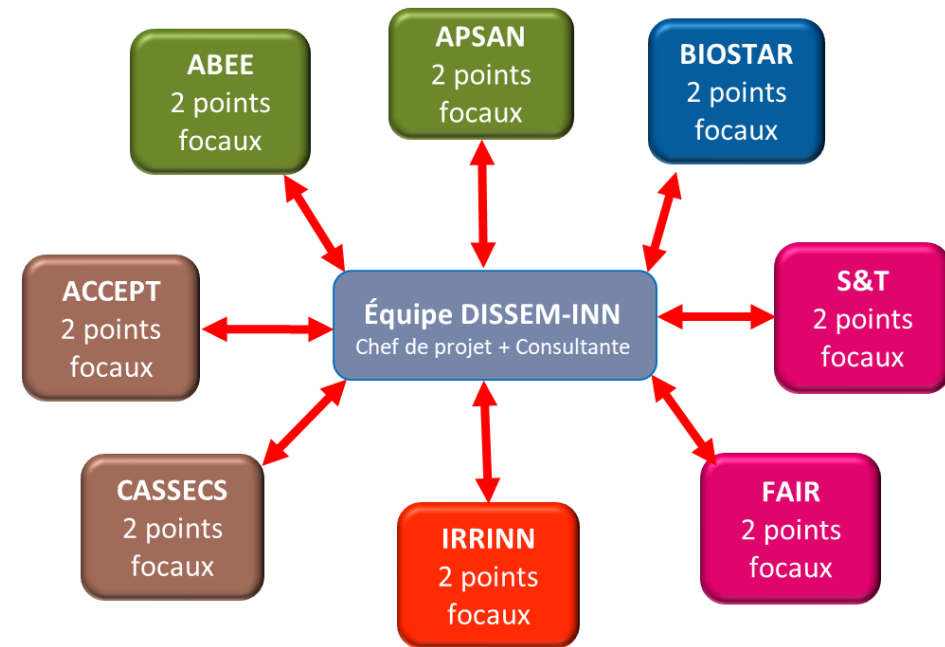 ABEE
2 points
focaux
APSAN
2 points
focaux
BIOSTAR
2 points
focaux
ACCEPT
2 points
focaux
Équipe DISSEM-INN
Chef de projet + Consultante
S&T
2 points
focaux
CASSECS
2 points
focaux
IRRINN
2 points
focaux
FAIR
2 points
focaux